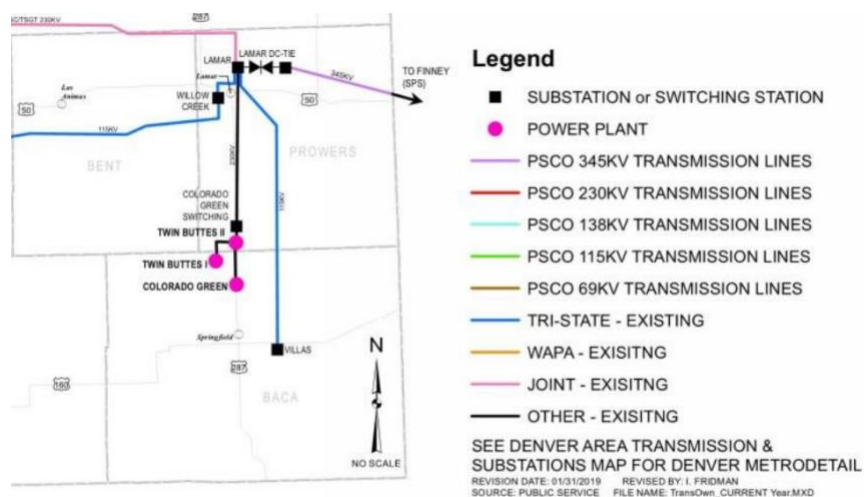 G/TSGT 230KV
287
LAMAR DC-TIE
LAMAR
Lamar
345KV
TO FINNEY
(SPS)
Las
Animas
50
WILLOW
CREEK
50
115KV
BENT
230KV
115KV
PROWERS
COLORADO
GREEN
SWITCHING
TWIN BUTTES II
TWIN BUTTES I
COLORADO GREEN
Springfield
VILLAS
287
160
BACA
N
NO SCALE
Legend
SUBSTATION or SWITCHING STATION
POWER PLANT
PSCO 345KV TRANSMISSION LINES
PSCO 230KV TRANSMISSION LINES
PSCO 138KV TRANSMISSION LINES
PSCO 115KV TRANSMISSION LINES
PSCO 69KV TRANSMISSION LINES
TRI-STATE - EXISTING
WAPA - EXISITNG
JOINT - EXISITNG
OTHER - EXISITNG
SEE DENVER AREA TRANSMISSION &
SUBSTATIONS MAP FOR DENVER METRODETAIL
REVISION DATE: 01/31/2019 REVISED BY: I. FRIDMAN
SOURCE: PUBLIC SERVICE FILE NAME: TransOwn_CURRENT Year.MXD